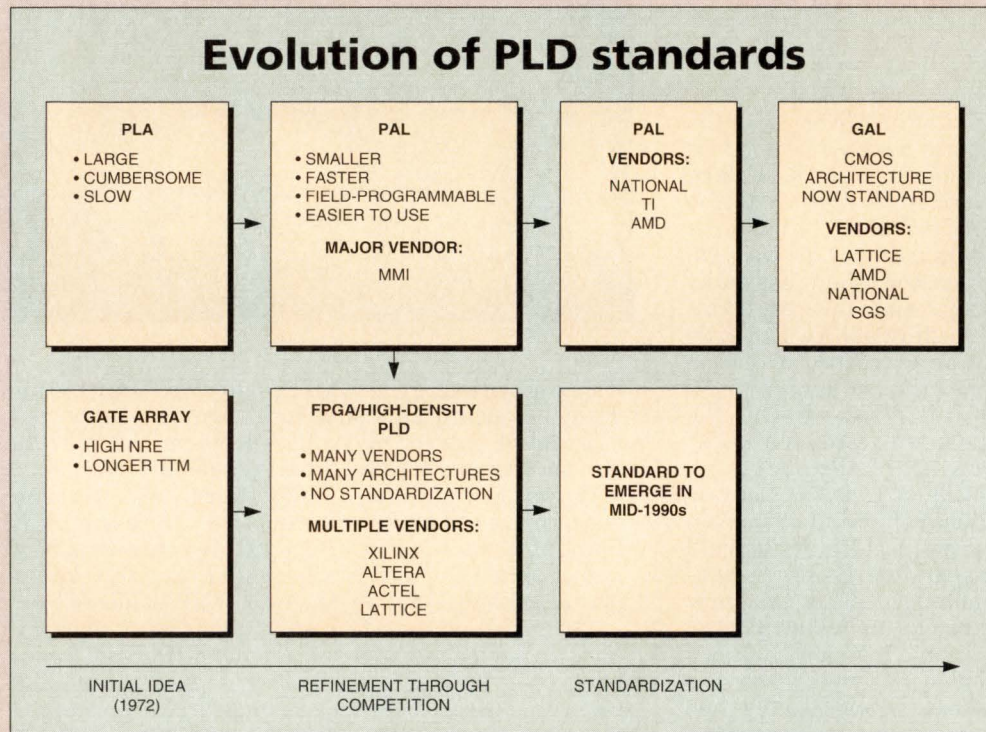 Evolution of PLD standards
PLA
• LARGE
• CUMBERSOME
• SLOW
PAL
• SMALLER
• FASTER
• FIELD-PROGRAMMABLE
• EASIER TO USE
MAJOR VENDOR:
MMI
PAL
VENDORS:
NATIONAL
TI
AMD
GAL
CMOS
ARCHITECTURE
NOW STANDARD
VENDORS:
LATTICE
AMD
NATIONAL
SGS
GATE ARRAY
• HIGH NRE
• LONGER TTM
FPGA/HIGH-DENSITY
PLD
• MANY VENDORS
• MANY ARCHITECTURES
• NO STANDARDIZATION
MULTIPLE VENDORS:
XILINX
ALTERA
ACTEL
LATTICE
STANDARD TO
EMERGE IN
MID-1990s
INITIAL IDEA
(1972)
REFINEMENT THROUGH
COMPETITION
STANDARDIZATION